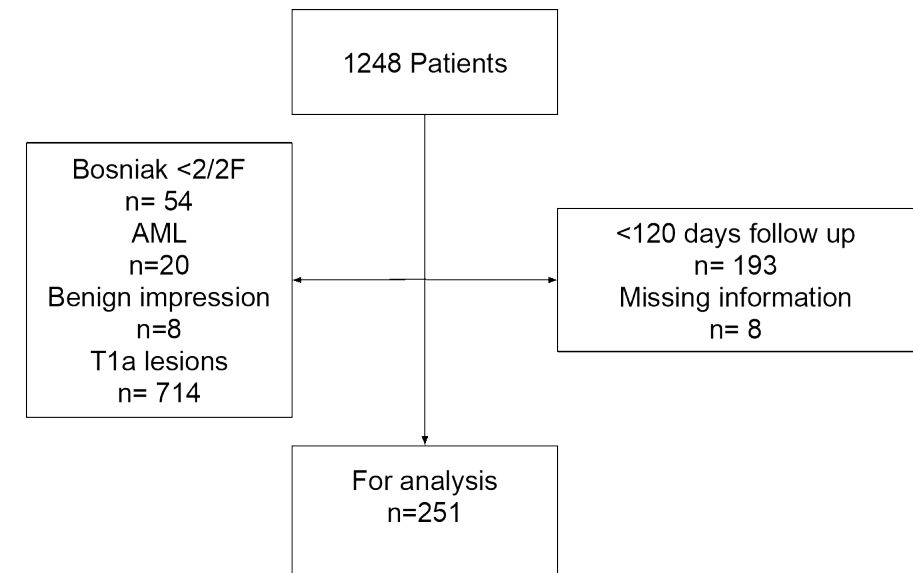 1248 Patients
Bosniak <2/2F
n= 54
AML
n=20
Benign impression
n=8
T1a lesions
n= 714
<120 days follow up
n= 193
Missing information
n= 8
For analysis
n=251